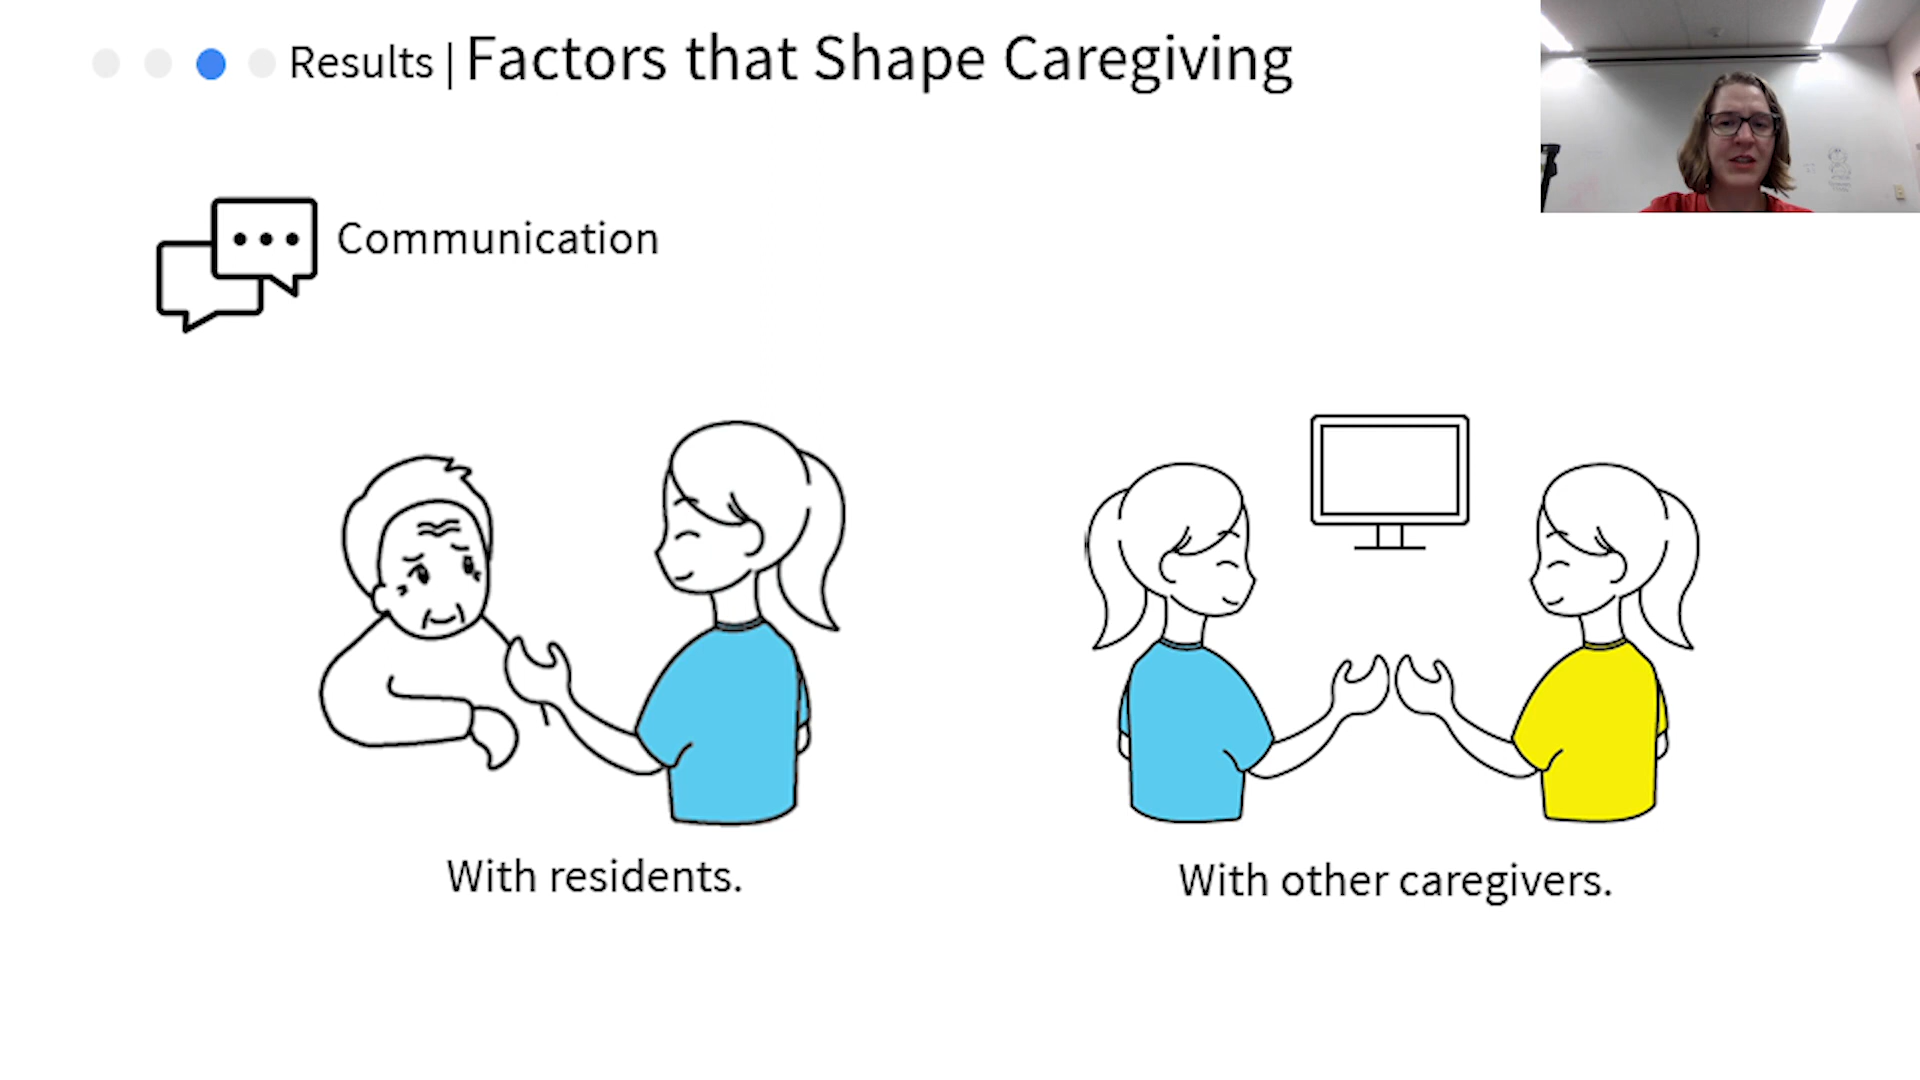 Results | Factors that Shape Caregiving
Communication
With residents.
With other caregivers.